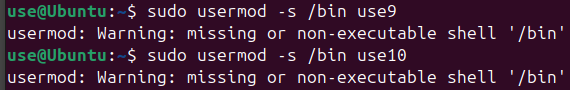 use@Ubuntu:~$ sudo usermod -s /bin use9
usermod: Warning: missing or non-executable shell '/bin'
use@Ubuntu:~$ sudo usermod -s /bin use10
usermod: Warning: missing or non-executable shell '/bin'